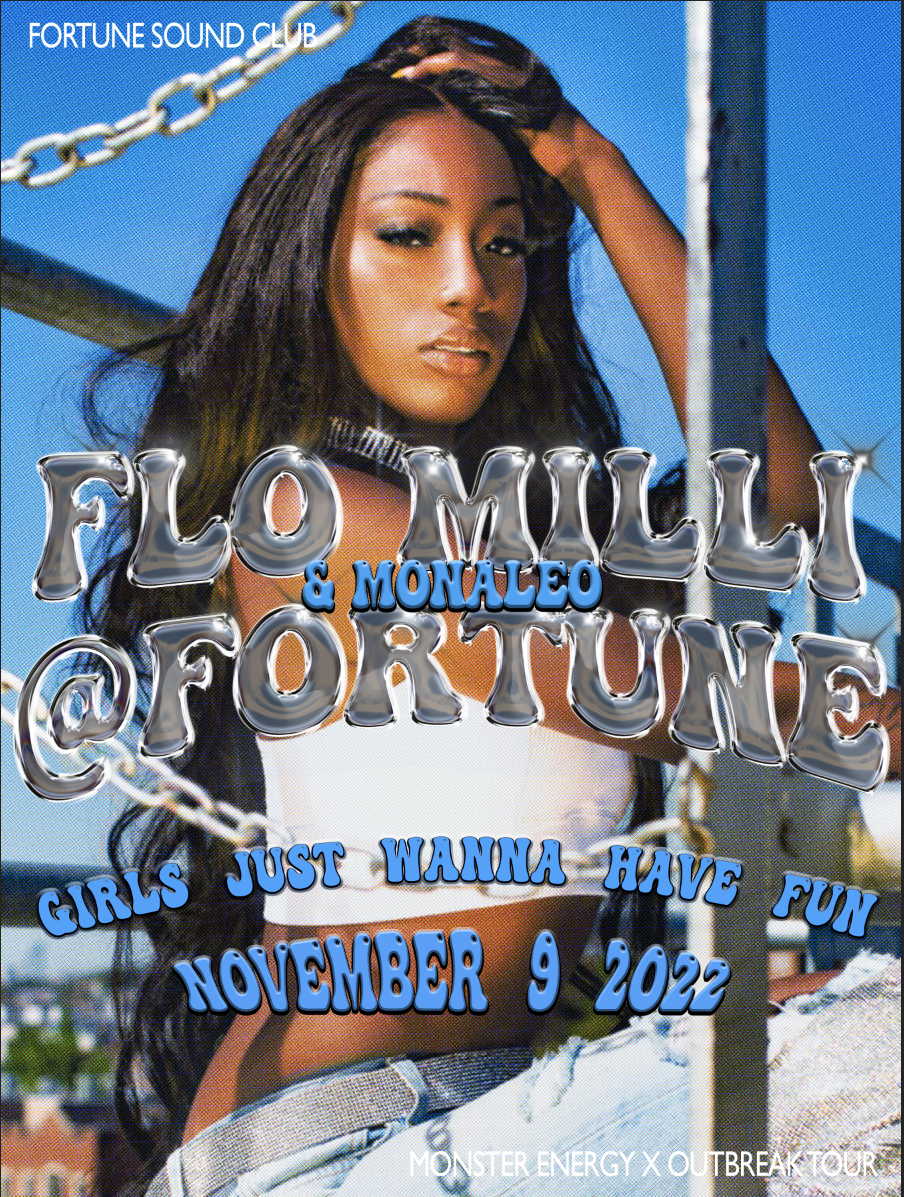 FORTUNE SOUND CLUB
FLO MILLI
& MONALEO
@FORTUNE
GIRLS JUST WANNA HAVE FUN
NOVEMBER 9 2022
MONSTER ENERGY X OUTBREAK TOUR